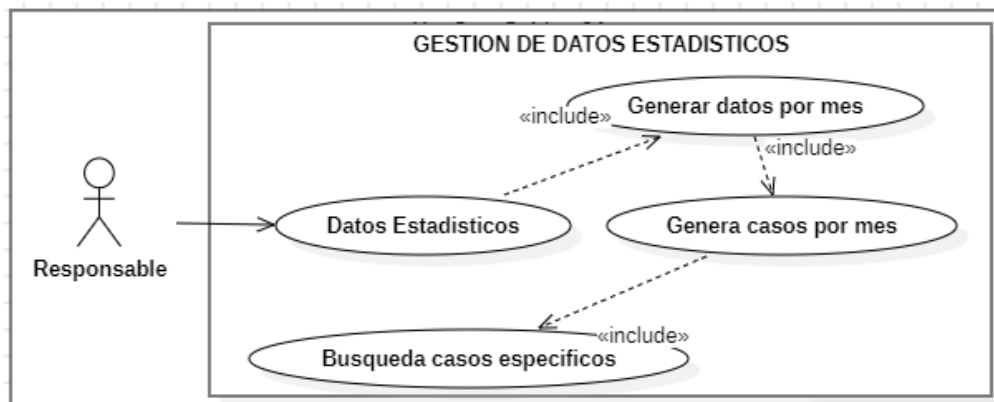 GESTION DE DATOS ESTADISTICOS
Generar datos por mes
«include»
«include»
Datos Estadisticos
Genera casos por mes
Responsable
«include»
Busqueda casos especificos